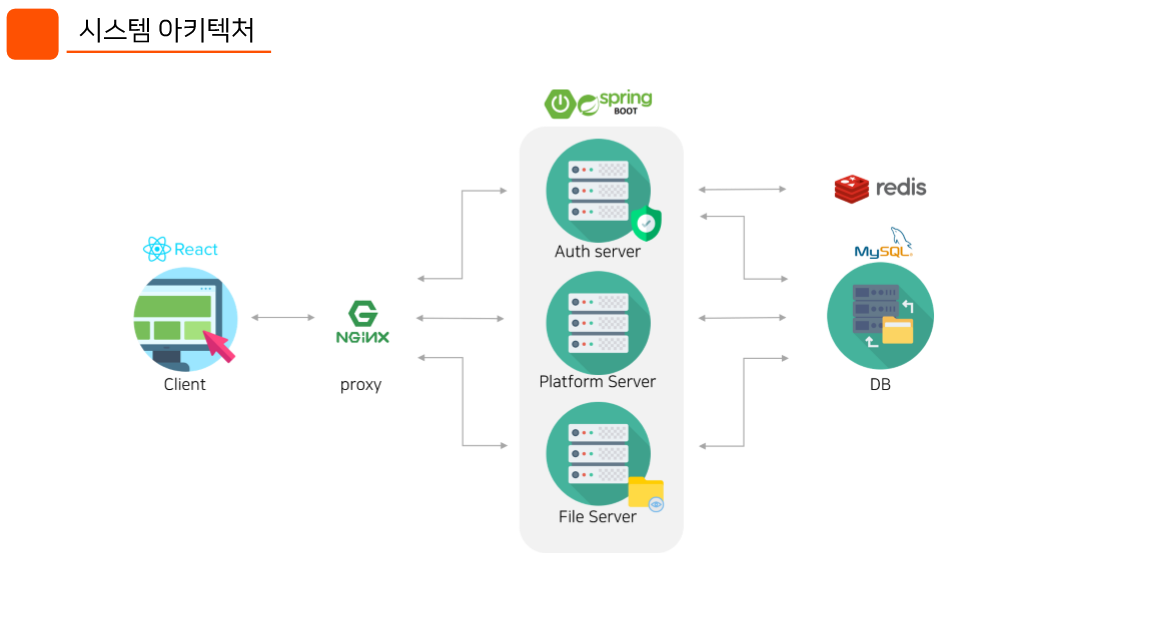 시스템 아키텍처
spring
BOOT
Auth server
redis
React
MySQL
NGINX
Client
proxy
Platform Server
DB
File Server